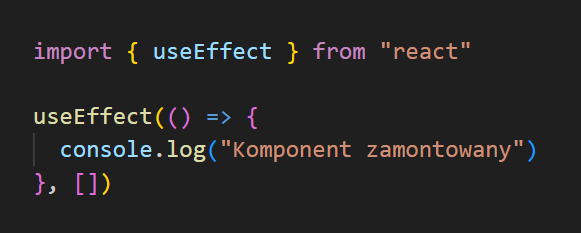 import { useEffect } from "react"
useEffect(() => {
console.log("Komponent zamontowany")
}, [])